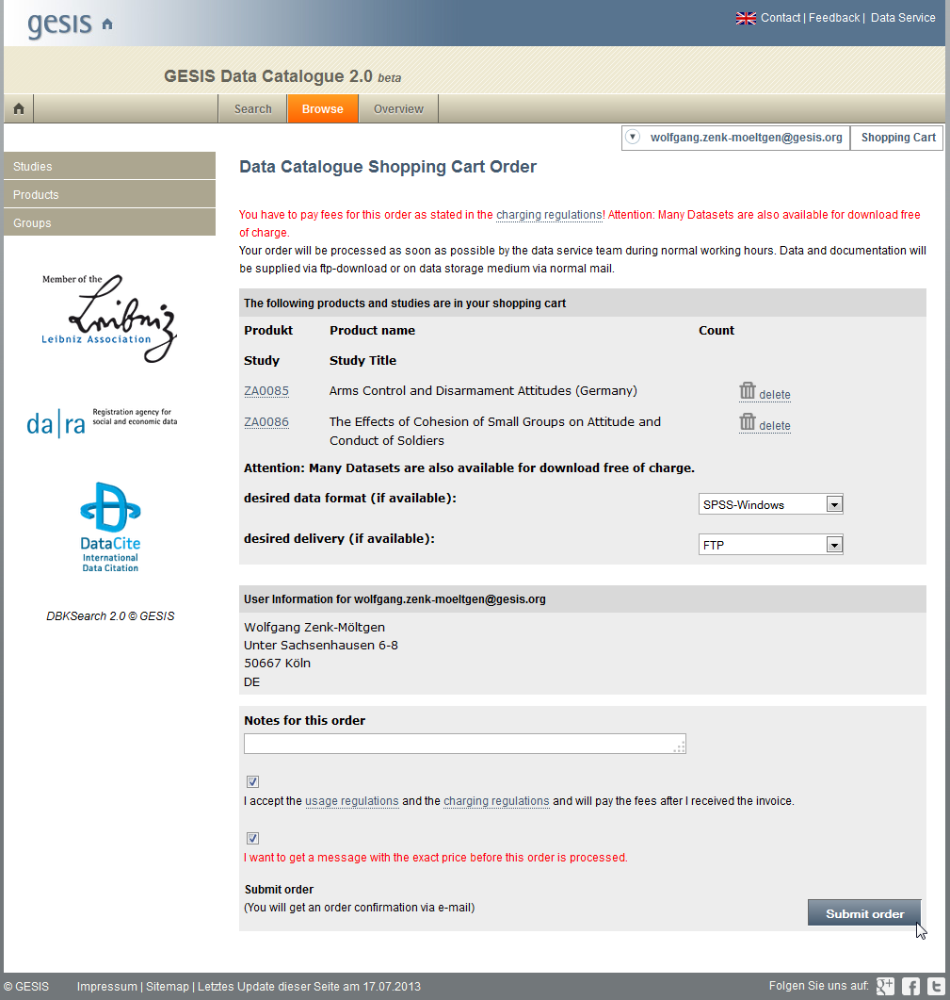 gesis
Contact | Feedback | Data Service
GESIS Data Catalogue 2.0 beta
Search
Browse
Overview
wolfgang.zenk-moeltgen@gesis.org
Shopping Cart
Studies
Products
Groups
Member of the
Leibniz
Leibniz Association
da|ra
Registration agency for
social and economic data
DataCite
International
Data Citation
DBKSearch 2.0 © GESIS
Data Catalogue Shopping Cart Order
You have to pay fees for this order as stated in the charging regulations! Attention: Many Datasets are also available for download free
of charge.
Your order will be processed as soon as possible by the data service team during normal working hours. Data and documentation will
be supplied via ftp-download or on data storage medium via normal mail.
The following products and studies are in your shopping cart
Produkt Product name Count
Study Study Title
ZA0085 Arms Control and Disarmament Attitudes (Germany) delete
ZA0086 The Effects of Cohesion of Small Groups on Attitude and delete
Conduct of Soldiers
Attention: Many Datasets are also available for download free of charge.
desired data format (if available): SPSS-Windows
desired delivery (if available): FTP
User Information for wolfgang.zenk-moeltgen@gesis.org
Wolfgang Zenk-Möltgen
Unter Sachsenhausen 6-8
50667 Köln
DE
Notes for this order
I accept the usage regulations and the charging regulations and will pay the fees after I received the invoice.
I want to get a message with the exact price before this order is processed.
Submit order
(You will get an order confirmation via e-mail)
Submit order
© GESIS
Impressum | Sitemap | Letztes Update dieser Seite am 17.07.2013
Folgen Sie uns auf: